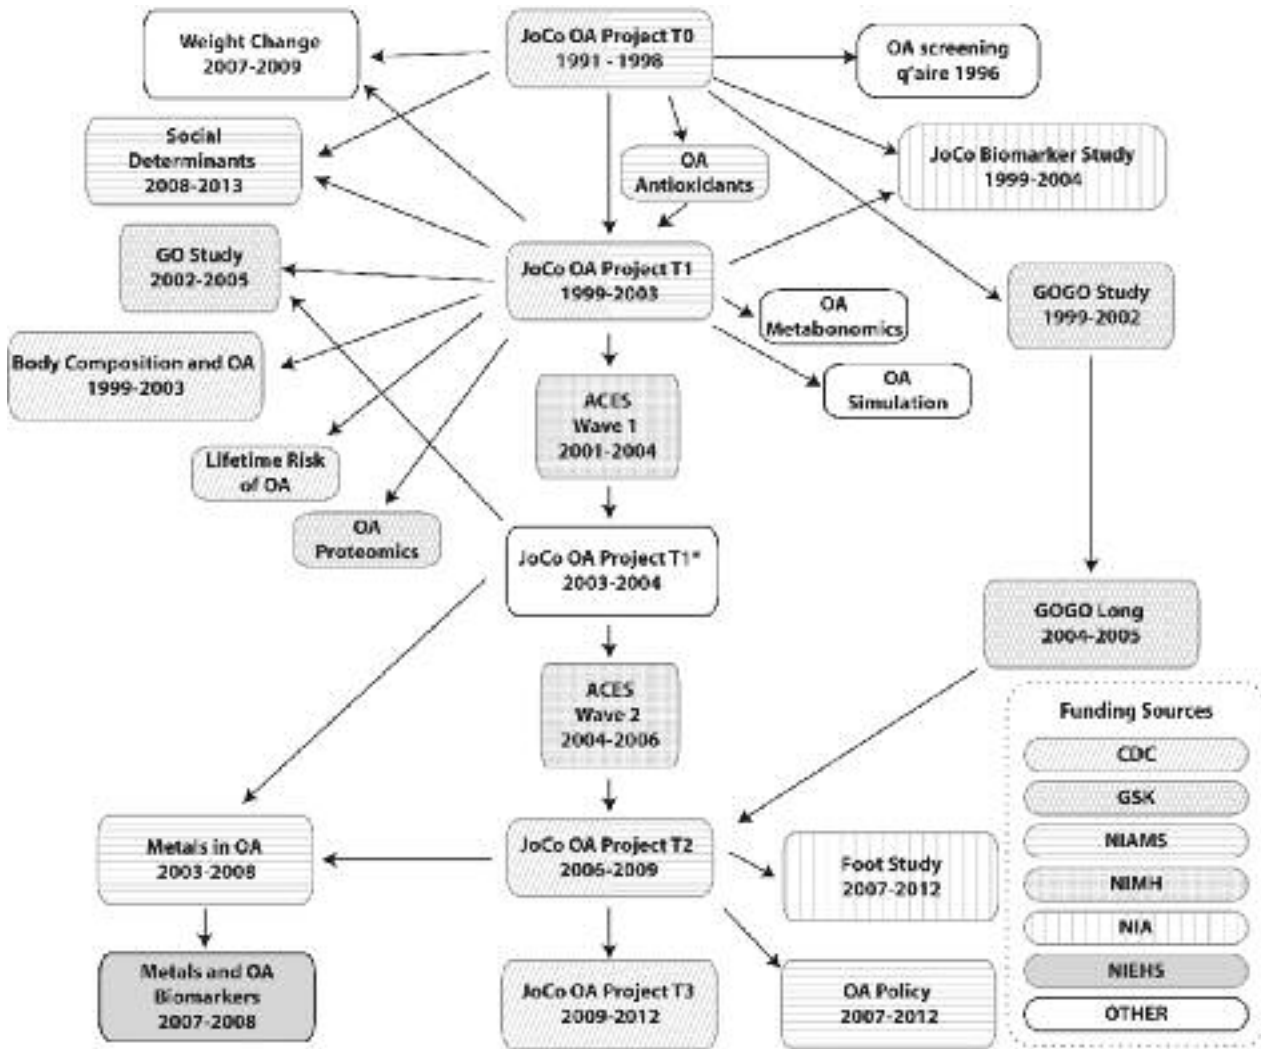 Weight Change
2007-2009
JoCo OA Project T0
1991 - 1998
OA screening
q'aire 1996
Social
Determinants
2008-2013
OA
Antioxidants
JoCo Biomarker Study
1999-2004
GO Study
2002-2005
JoCo OA Project T1
1999-2003
OA
Metabonomics
GOGO Study
1999-2002
Body Composition and OA
1999-2003
ACES
Wave 1
2001-2004
OA
Simulation
Lifetime Risk
of OA
OA
Proteomics
JoCo OA Project T1*
2003-2004
GOGO Long
2004-2005
ACES
Wave 2
2004-2006
Metals in OA
2003-2008
JoCo OA Project T2
2006-2009
Foot Study
2007-2012
Metals and OA
Biomarkers
2007-2008
JoCo OA Project T3
2009-2012
OA Policy
2007-2012
Funding Sources
CDC
GSK
NIAMS
NIMH
NIA
NIEHS
OTHER